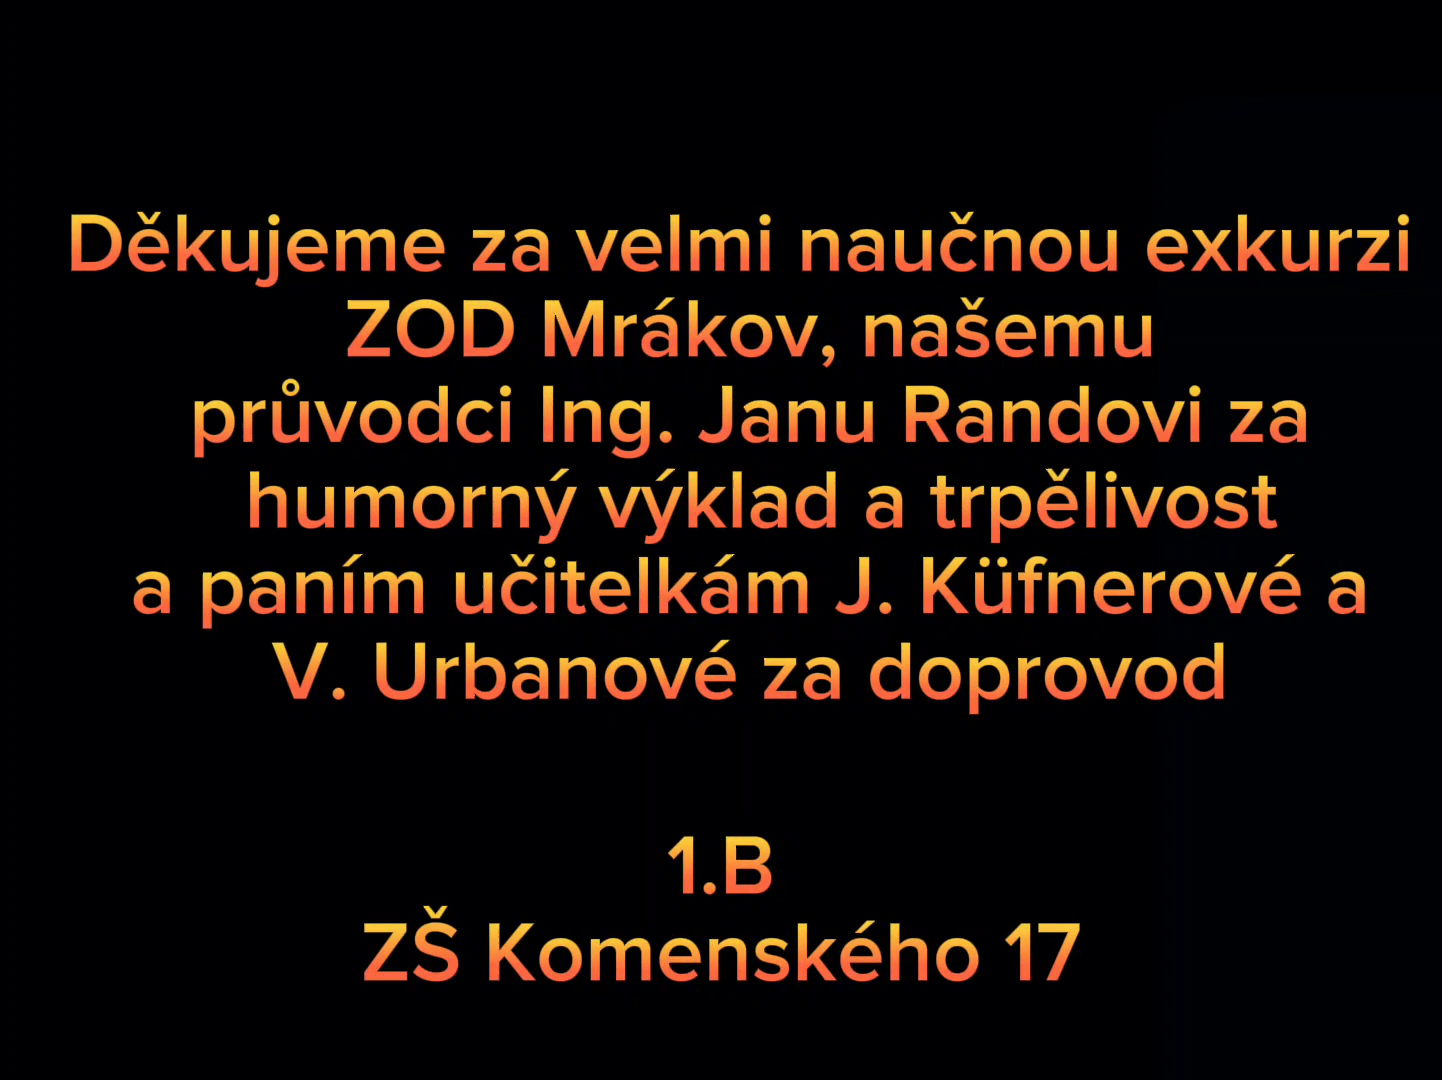 Děkujeme za velmi naučnou exkurzi
ZOD Mrákov, našemu
průvodci Ing. Janu Randovi za
humorný výklad a trpělivost
a paním učitelkám J. Küfnerové a
V. Urbanové za doprovod
1.B
ZŠ Komenského 17